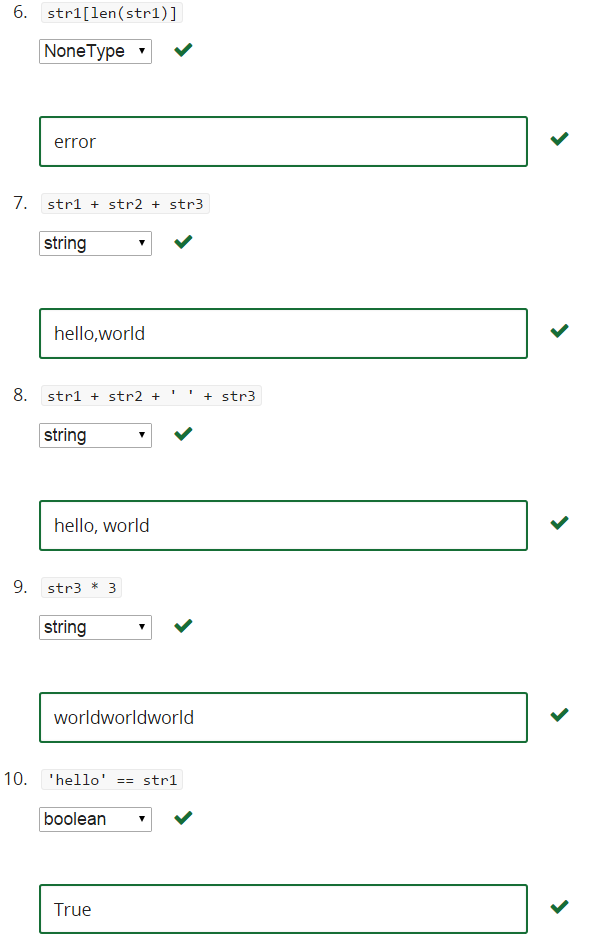 6. str1[len(str1)]
NoneType
error
7. str1 + str2 + str3
string
hello,world
8. str1 + str2 + ' ' + str3
string
hello, world
9. str3 * 3
string
worldworldworld
10. 'hello' == str1
boolean
True